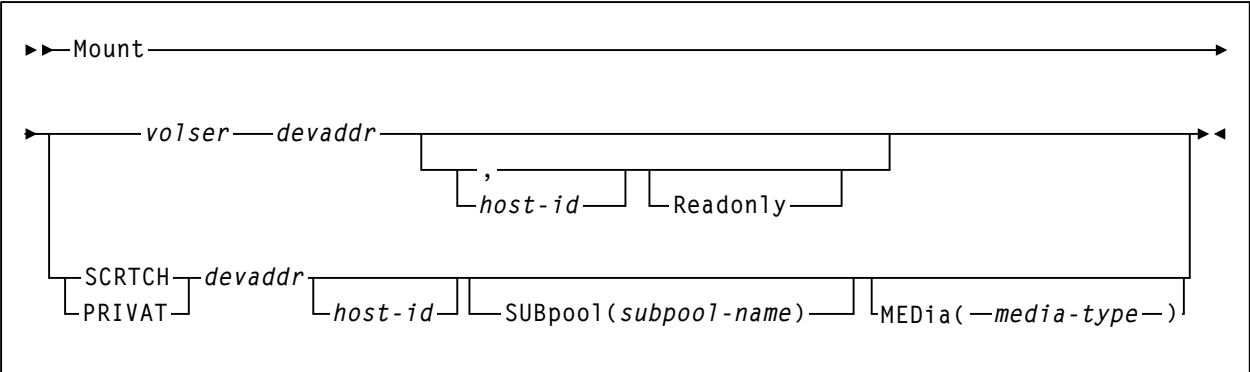 Mount
volser devaddr
,
host-id Readonly
SCRTCH devaddr
PRIVAT host-id SUBpool(subpool-name) MEDia( media-type )